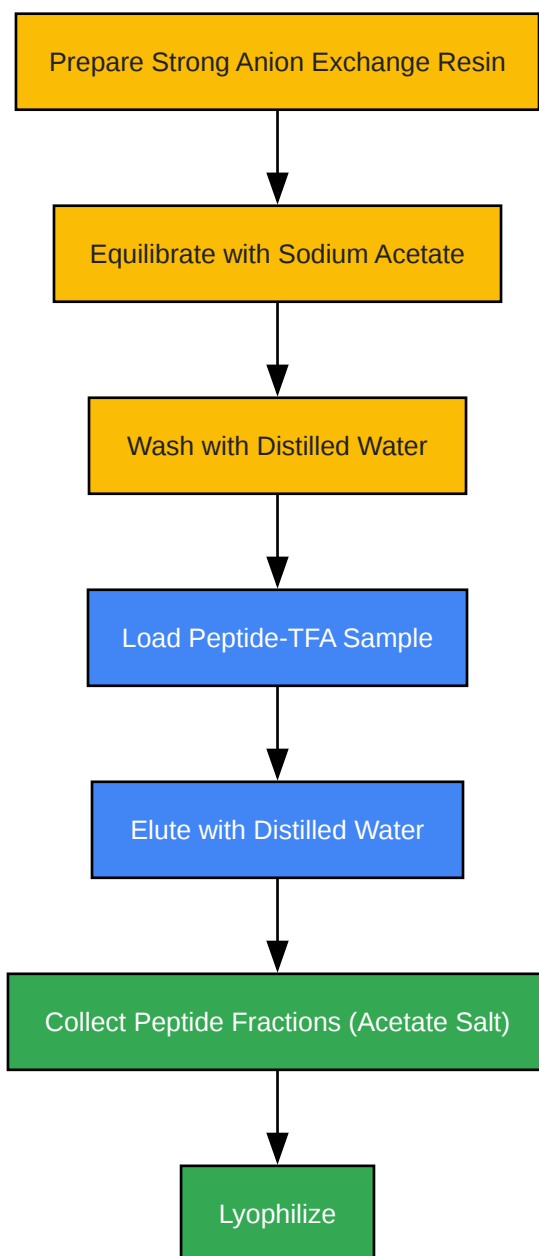 Prepare Strong Anion Exchange Resin
Equilibrate with Sodium Acetate
Wash with Distilled Water
Load Peptide-TFA Sample
Elute with Distilled Water
Collect Peptide Fractions (Acetate Salt)
Lyophilize